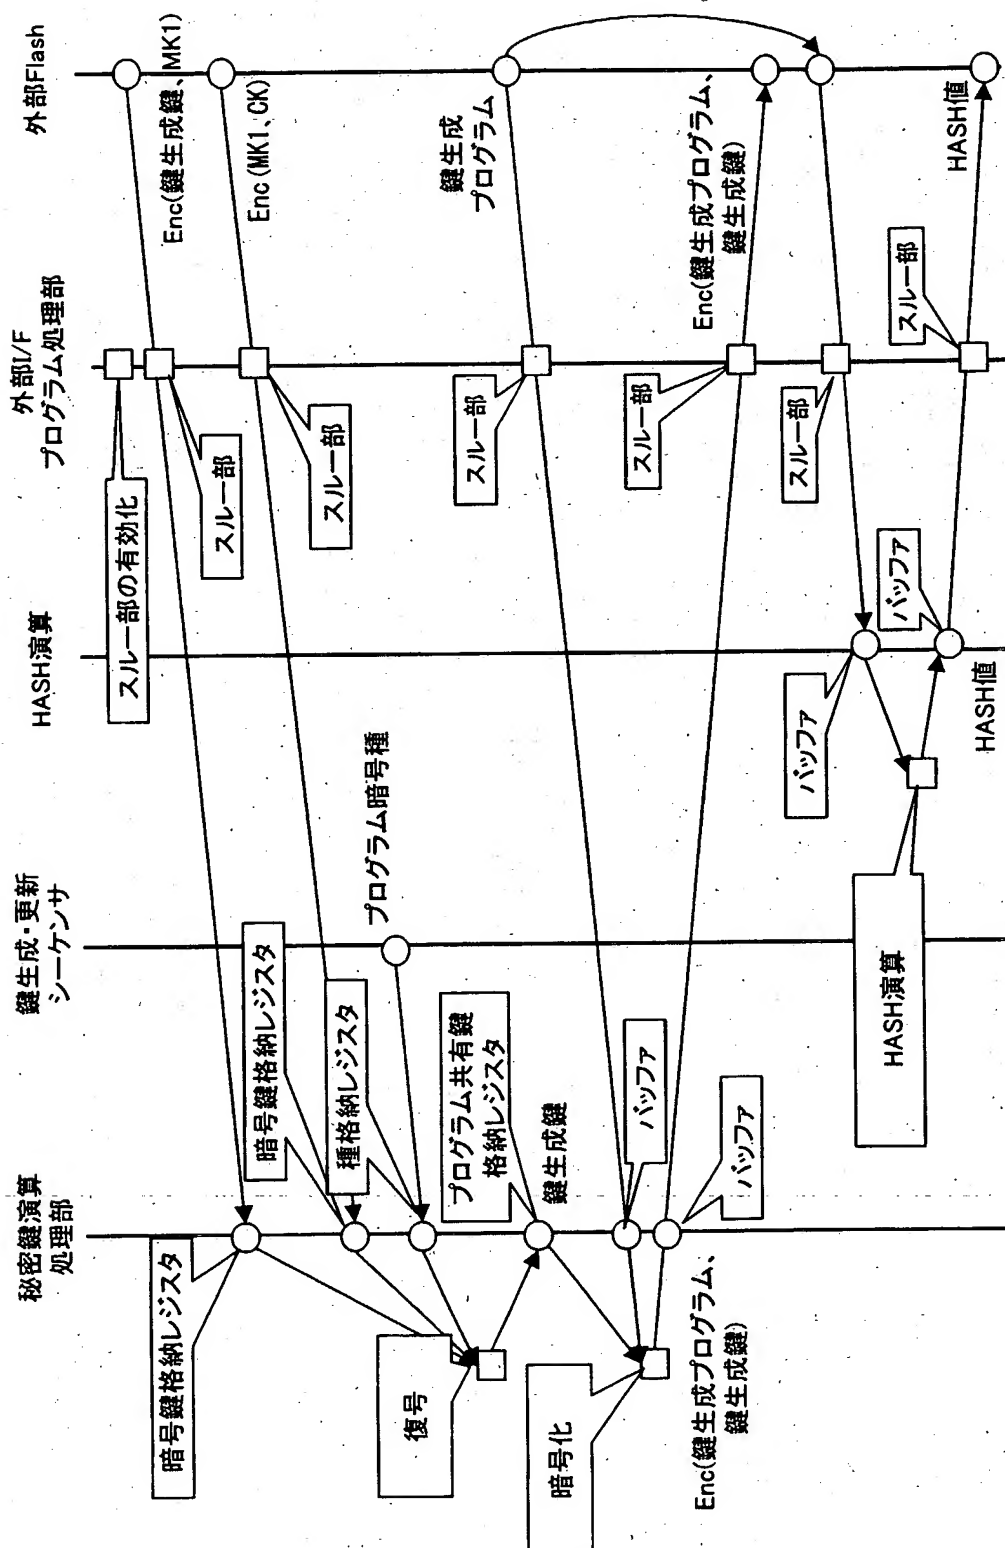 秘密鍵演算
処理部
鍵生成・更新
シーケンサ
HASH演算
外部I/F
プログラム処理部
外部Flash
スルー部の有効化
Enc(鍵生成鍵、MK1)
スルー部
暗号鍵格納レジスタ
Enc(MK1、CK)
スルー部
暗号鍵格納レジスタ
プログラム暗号種
種格納レジスタ
復号
プログラム共有鍵
格納レジスタ
鍵生成鍵
鍵生成
プログラム
スルー部
バッファ
暗号化
バッファ
Enc(鍵生成プログラム、
鍵生成鍵)
スルー部
Enc(鍵生成プログラム、
鍵生成鍵)
スルー部
バッファ
HASH演算
バッファ
HASH値
スルー部
HASH値